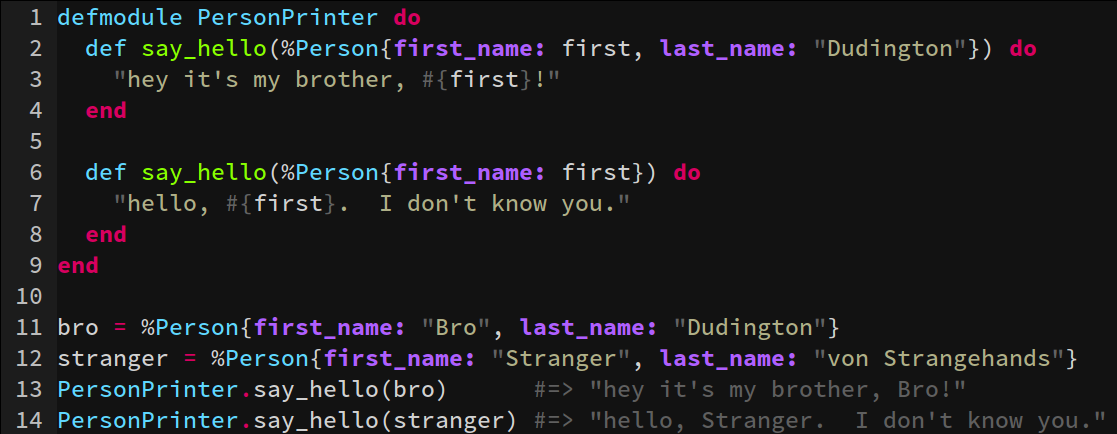 1 defmodule PersonPrinter do
2   def say_hello(%Person{first_name: first, last_name: "Dudington"}) do
3     "hey it's my brother, #{first}!"
4   end
5
6   def say_hello(%Person{first_name: first}) do
7     "hello, #{first}.  I don't know you."
8   end
9 end
10
11 bro = %Person{first_name: "Bro", last_name: "Dudington"}
12 stranger = %Person{first_name: "Stranger", last_name: "von Strangehands"}
13 PersonPrinter.say_hello(bro)      #=> "hey it's my brother, Bro!"
14 PersonPrinter.say_hello(stranger) #=> "hello, Stranger.  I don't know you."